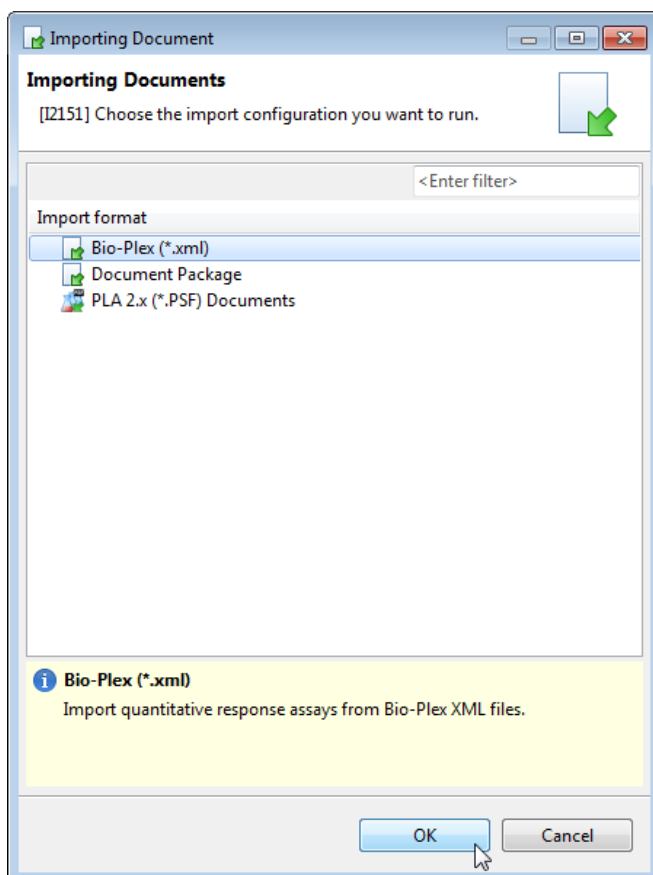 Importing Document
Importing Documents
[I2151] Choose the import configuration you want to run.
<Enter filter>
Import format
Bio-Plex (*.xml)
Document Package
PLA 2.x (*.PSF) Documents
Bio-Plex (*.xml)
Import quantitative response assays from Bio-Plex XML files.
OK
Cancel